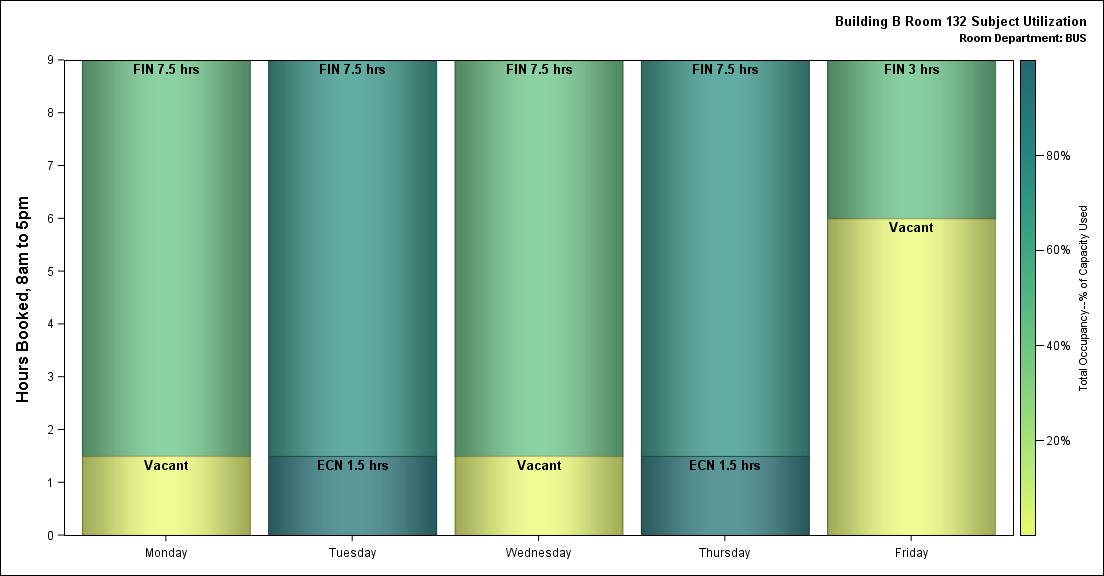 Building B Room 132 Subject Utilization
Room Department: BUS
Hours Booked, 8am to 5pm
9
8
7
6
5
4
3
2
1
0
FIN 7.5 hrs
Vacant
FIN 7.5 hrs
ECN 1.5 hrs
FIN 7.5 hrs
Vacant
FIN 7.5 hrs
ECN 1.5 hrs
FIN 3 hrs
Vacant
Monday
Tuesday
Wednesday
Thursday
Friday
80%
60%
40%
20%
Total Occupancy--% of Capacity Used